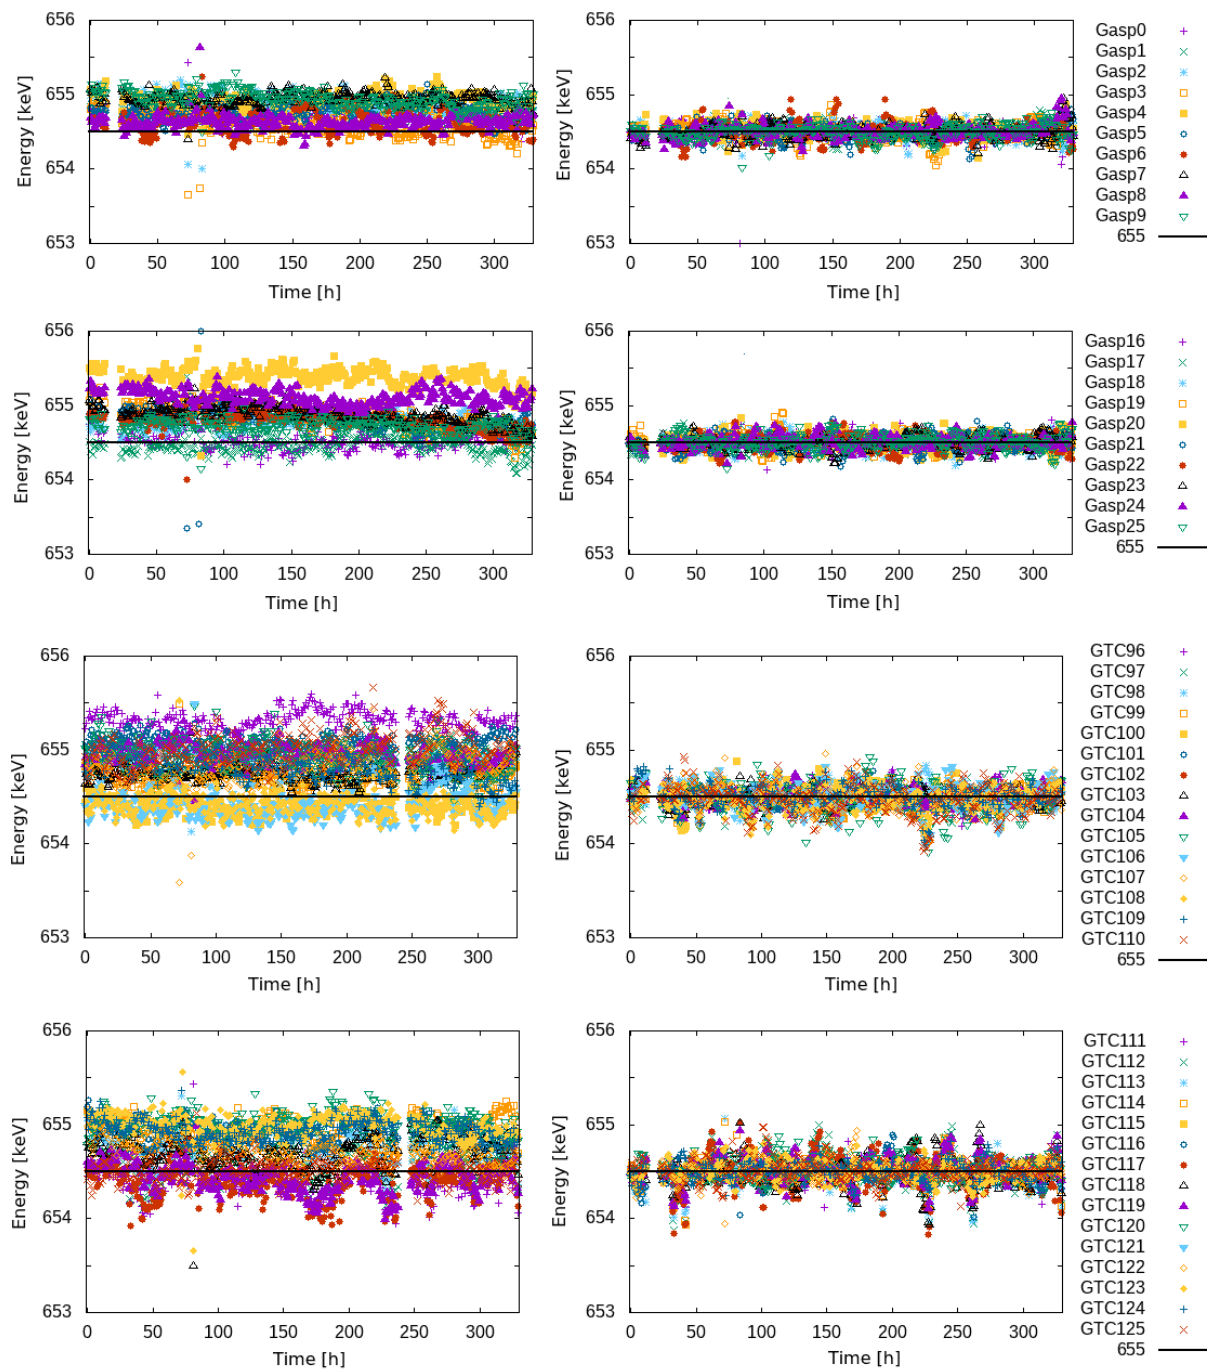 656
655
654
653
Energy [keV]
0 50 100 150 200 250 300
Time [h]
656
655
654
653
Energy [keV]
0 50 100 150 200 250 300
Time [h]
Gasp0
Gasp1
Gasp2
Gasp3
Gasp4
Gasp5
Gasp6
Gasp7
Gasp8
Gasp9
655
656
655
654
653
Energy [keV]
0 50 100 150 200 250 300
Time [h]
656
655
654
653
Energy [keV]
0 50 100 150 200 250 300
Time [h]
Gasp16
Gasp17
Gasp18
Gasp19
Gasp20
Gasp21
Gasp22
Gasp23
Gasp24
Gasp25
655
656
655
654
653
Energy [keV]
0 50 100 150 200 250 300
Time [h]
656
655
654
653
Energy [keV]
0 50 100 150 200 250 300
Time [h]
GTC96
GTC97
GTC98
GTC99
GTC100
GTC101
GTC102
GTC103
GTC104
GTC105
GTC106
GTC107
GTC108
GTC109
GTC110
655
656
655
654
653
Energy [keV]
0 50 100 150 200 250 300
Time [h]
656
655
654
653
Energy [keV]
0 50 100 150 200 250 300
Time [h]
GTC111
GTC112
GTC113
GTC114
GTC115
GTC116
GTC117
GTC118
GTC119
GTC120
GTC121
GTC122
GTC123
GTC124
GTC125
655